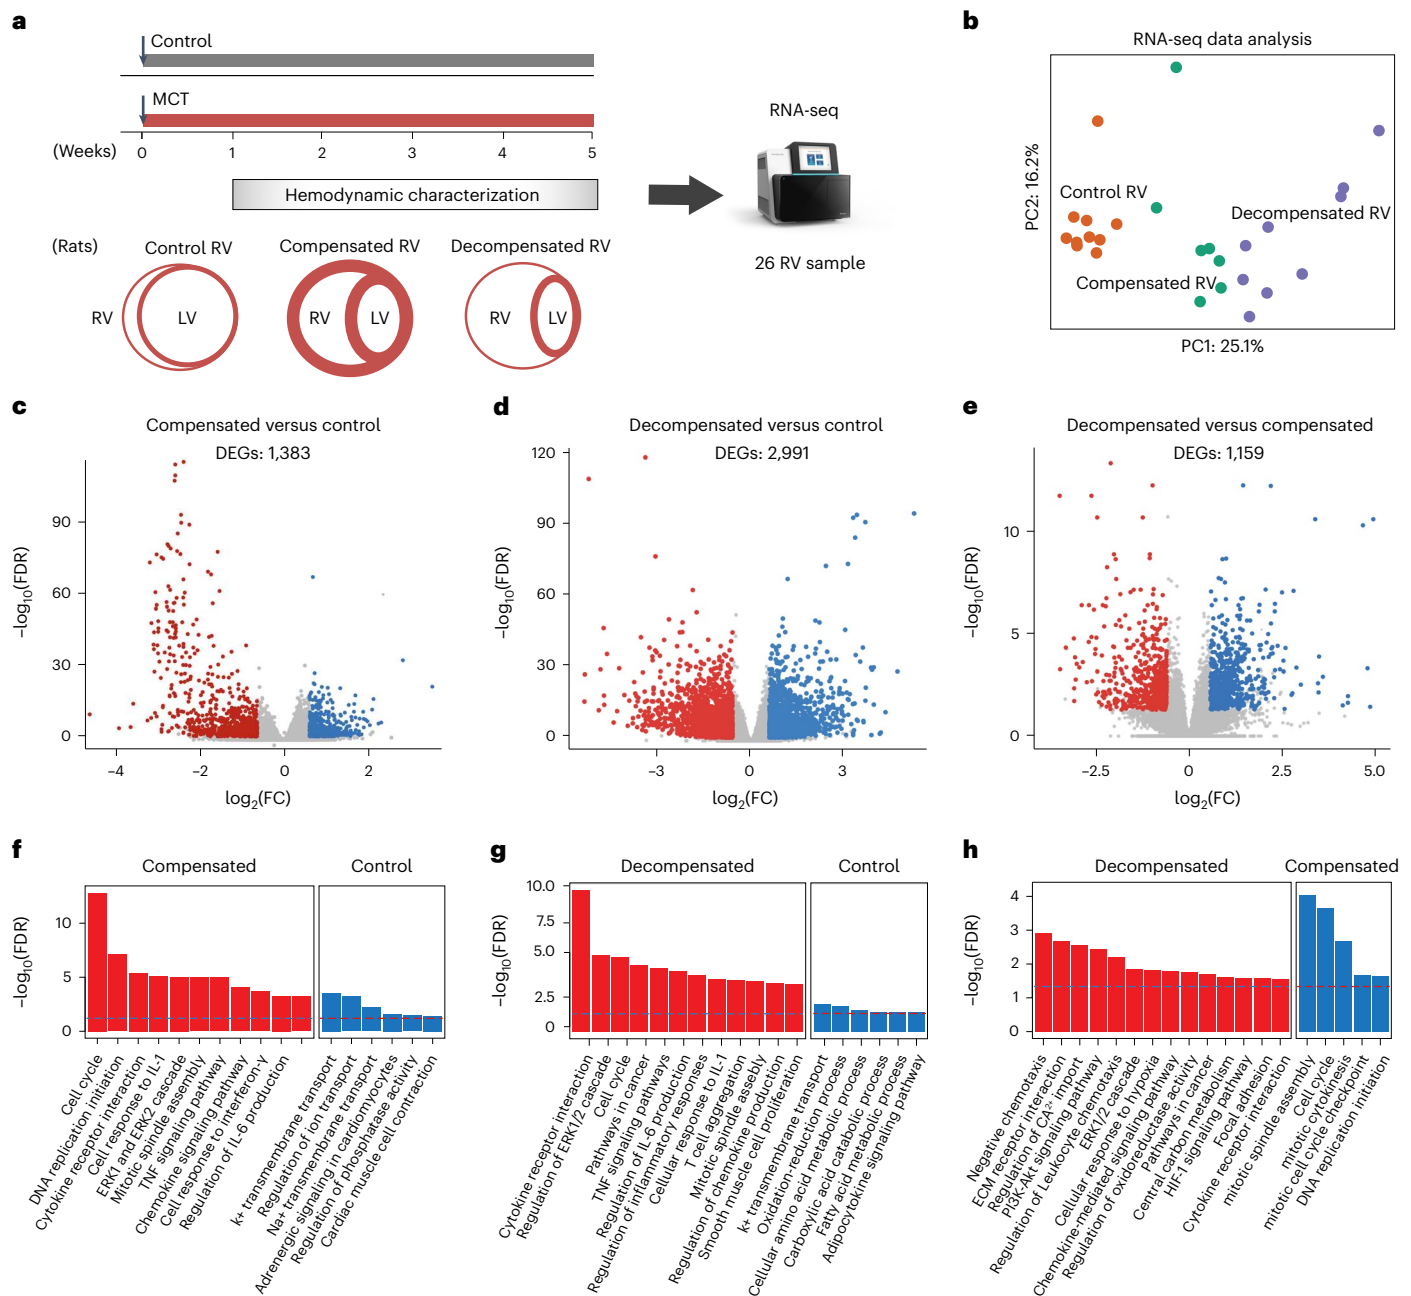 a
Control
MCT
(Weeks)
0
1
2
3
4
5
Hemodynamic characterization
RNA-seq
26 RV sample
(Rats)
Control RV
Compensated RV
Decompensated RV
RV
LV
RV
LV
RV
LV
b
RNA-seq data analysis
PC2: 16.2%
Control RV
Decompensated RV
Compensated RV
PC1: 25.1%
c
Compensated versus control
DEGs: 1,383
−log10(FDR)
90
60
30
0
−4
−2
0
2
log2(FC)
d
Decompensated versus control
DEGs: 2,991
−log10(FDR)
120
90
60
30
0
−3
0
3
log2(FC)
e
Decompensated versus compensated
DEGs: 1,159
−log10(FDR)
10
5
0
−2.5
0
2.5
5.0
log2(FC)
f
Compensated
Control
−log10(FDR)
10
5
0
Cell cycle
DNA replication initiation
Cytokine receptor interaction
Cell response to IL-1
ERK1 and ERK2 cascade
Mitotic spindle assembly
TNF signaling pathway
Chemokine signaling pathway
Cell response to interferon-γ
Regulation of IL-6 production
k+ transmembrane transport
Regulation of ion transport
Na+ transmembrane transport
Adrenergic signaling in cardiomyocytes
Regulation of phosphatase activity
Cardiac muscle cell contraction
g
Decompensated
Control
−log10(FDR)
10.0
7.5
5.0
2.5
0
Cytokine receptor interaction
Regulation of ERK1/2 cascade
Cell cycle
Pathways in cancer
TNF signaling pathways
Regulation of IL-6 production
Regulation of inflammatory responses
Cellular response to IL-1
T cell aggregation
Mitotic spindle assembly
Regulation of chemokine production
Smooth muscle cell proliferation
k+ transmembrane transport
Oxidation-reduction process
Cellular amino acid metabolic process
Carboxylic acid catabolic process
Fatty acid metabolic process
Adipocytokine signaling pathway
h
Decompensated
Compensated
−log10(FDR)
4
3
2
1
0
Negative chemotaxis
ECM receptor interaction
Regulation of CA2+ import
PI3K-Akt signaling pathway
Regulation of Leukocyte chemotaxis
ERK1/2 cascade
Cellular response to hypoxia
Chemokine-mediated signaling pathway
Regulation of oxidoreductase activity
Pathways in cancer
Central carbon metabolism
HIF-1 signaling pathway
Focal adhesion
Cytokine receptor interaction
mitotic spindle assembly
Cell cycle
mitotic cytokinesis
mitotic cell cycle checkpoint
DNA replication initiation